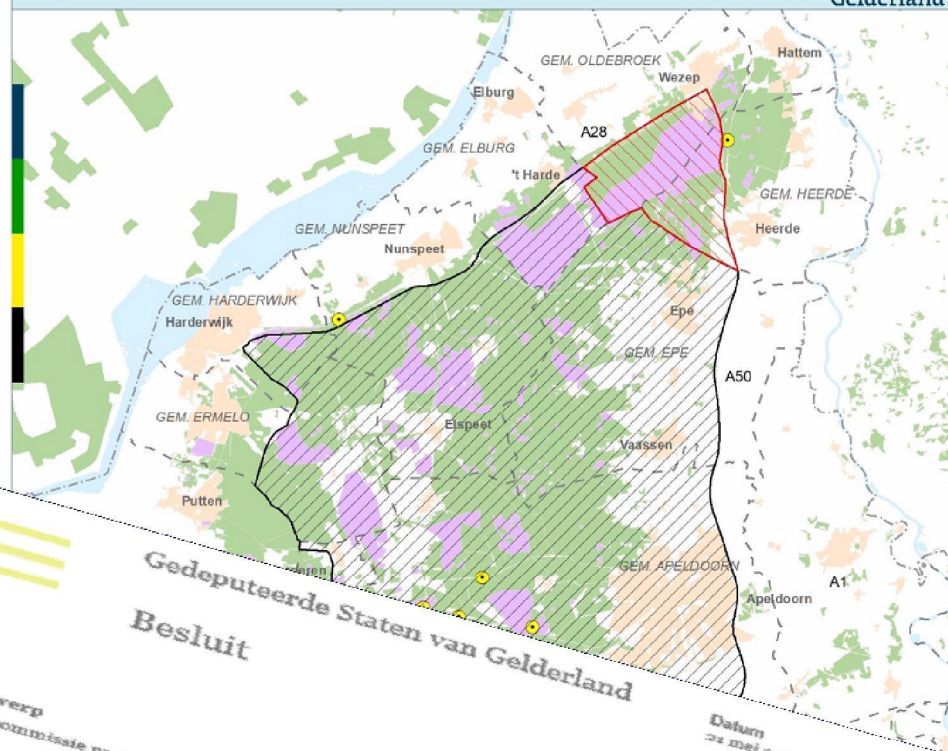 Gelderland
Hattem
GEM. OLDEBROEK
Wezep
Elburg
A28
GEM. ELBURG
't Harde
GEM. HEERDE
GEM. NUNSPEET
Heerde
Nunspeet
GEM. HARDERWIJK
Harderwijk
Epe
GEM. EPE
A50
GEM. ERMELO
Elspeet
Vaassen
Putten
GEM. APELDOORN
A1
Apeldoorn
Gedeputeerde Staten van Gelderland
Besluit
Datum